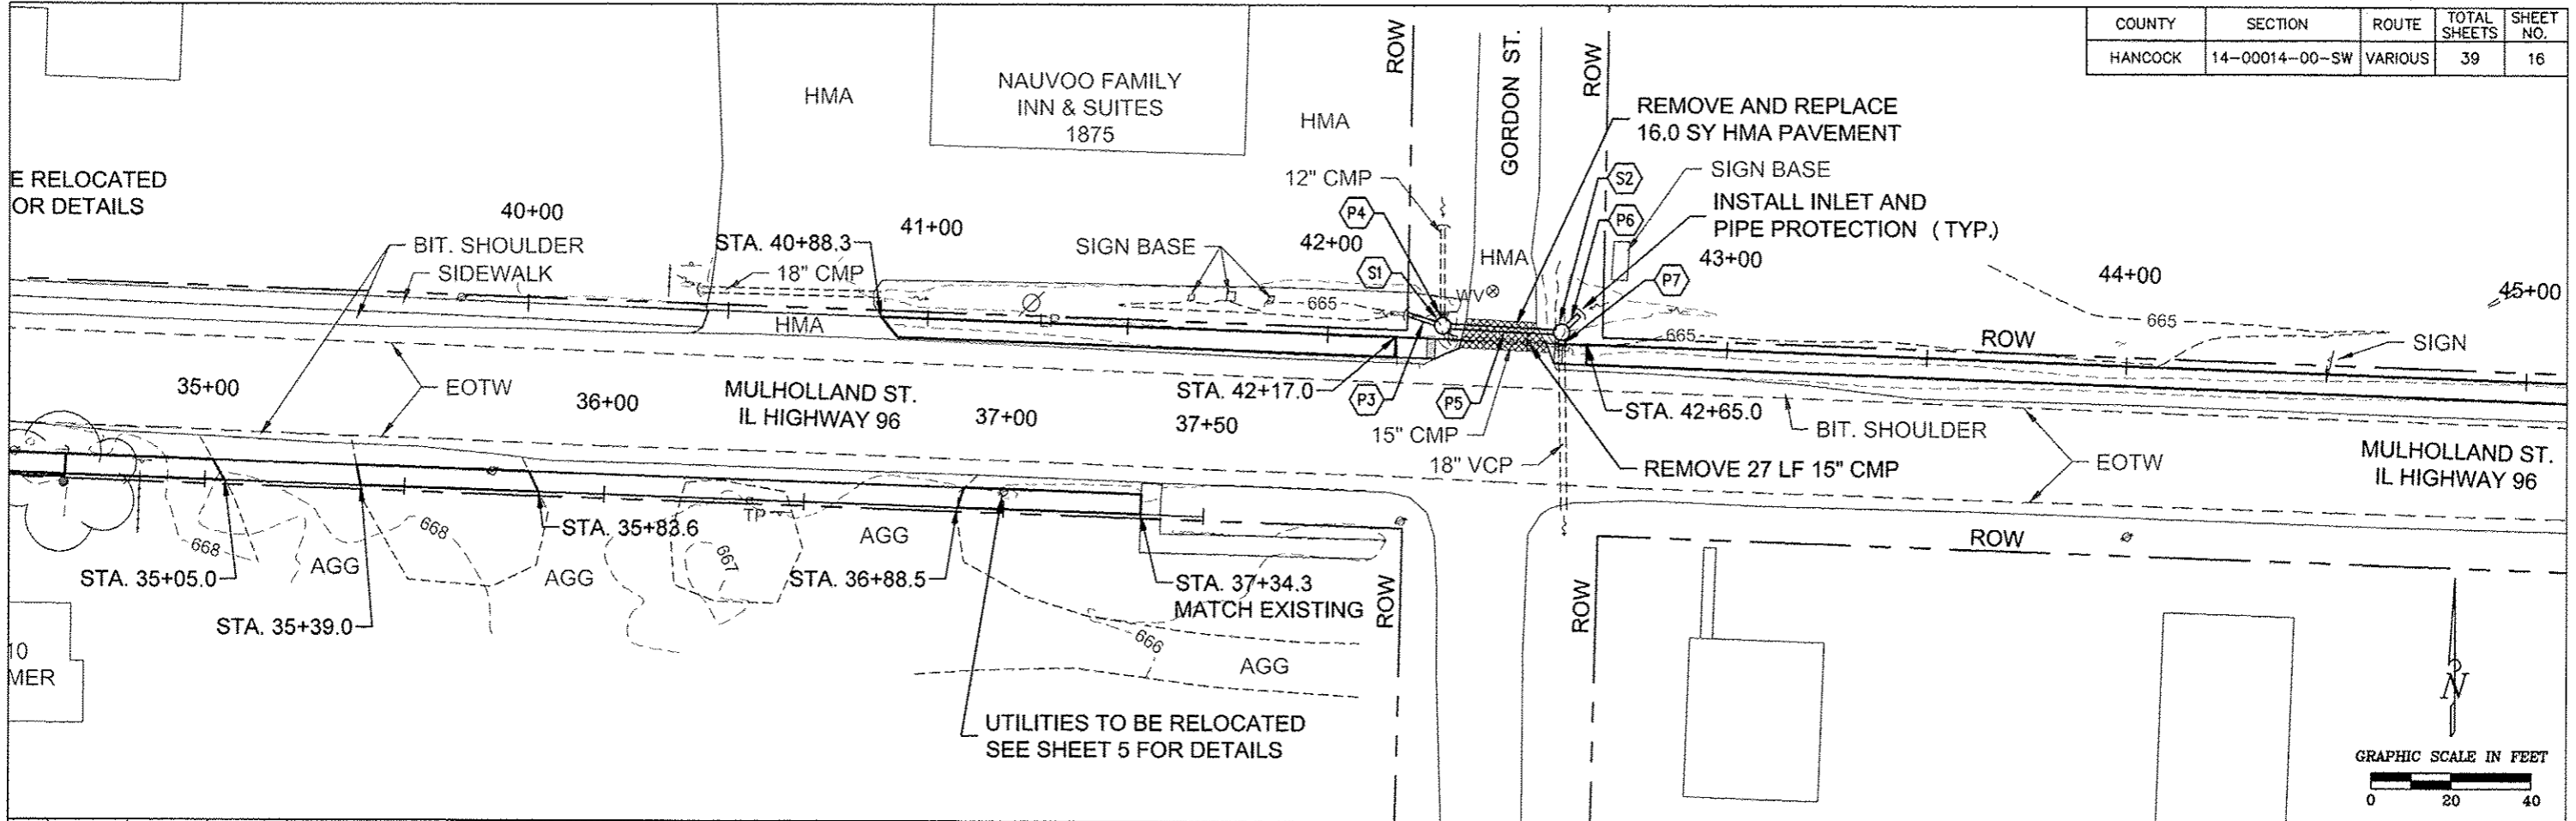 COUNTY SECTION ROUTE TOTAL SHEETS SHEET NO.
HANCOCK 14-00014-00-SW VARIOUS 39 16
E RELOCATED
OR DETAILS
HMA
NAUVOO FAMILY
INN & SUITES
1875
HMA
ROW
GORDON ST.
ROW
REMOVE AND REPLACE
16.0 SY HMA PAVEMENT
12" CMP
S2
SIGN BASE
P4
P6
INSTALL INLET AND
PIPE PROTECTION (TYP.)
40+00
BIT. SHOULDER
SIDEWALK
STA. 40+88.3
41+00
18" CMP
SIGN BASE
42+00
S1
HMA
43+00
P7
44+00
45+00
665
WV
LP
HMA
665
665
ROW
SIGN
35+00
EOTW
36+00
MULHOLLAND ST.
IL HIGHWAY 96
37+00
37+50
STA. 42+17.0
P3
P5
STA. 42+65.0
15" CMP
18" VCP
REMOVE 27 LF 15" CMP
BIT. SHOULDER
EOTW
MULHOLLAND ST.
IL HIGHWAY 96
668
668
TP
667
STA. 35+05.0
AGG
STA. 35+83.6
AGG
AGG
STA. 36+88.5
STA. 37+34.3
MATCH EXISTING
STA. 35+39.0
666
AGG
ROW
ROW
ROW
10
MER
UTILITIES TO BE RELOCATED
SEE SHEET 5 FOR DETAILS
N
GRAPHIC SCALE IN FEET
0 20 40